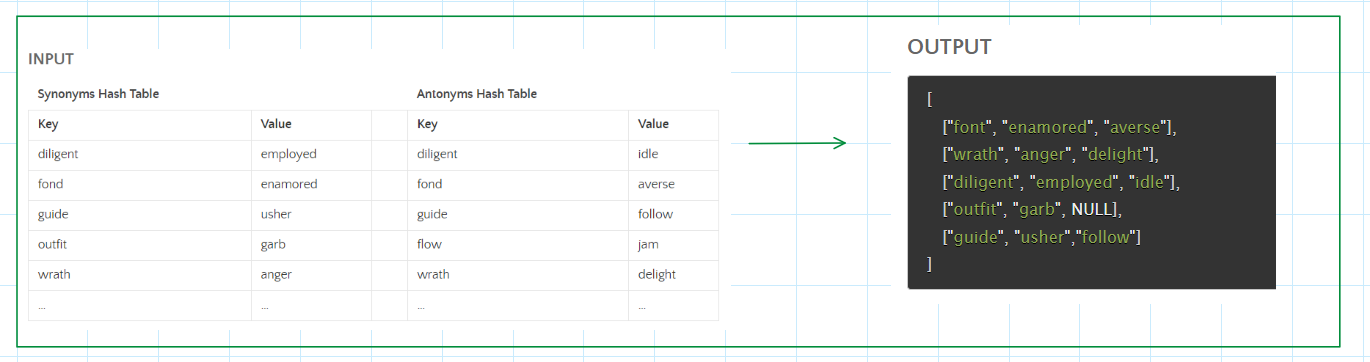 INPUT
Synonyms Hash Table Antonyms Hash Table
Key Value Key Value
diligent employed diligent idle
fond enamored fond averse
guide usher guide follow
outfit garb flow jam
wrath anger wrath delight
... ... ... ...
OUTPUT
[
["font", "enamored", "averse"],
["wrath", "anger", "delight"],
["diligent", "employed", "idle"],
["outfit", "garb", NULL],
["guide", "usher","follow"]
]